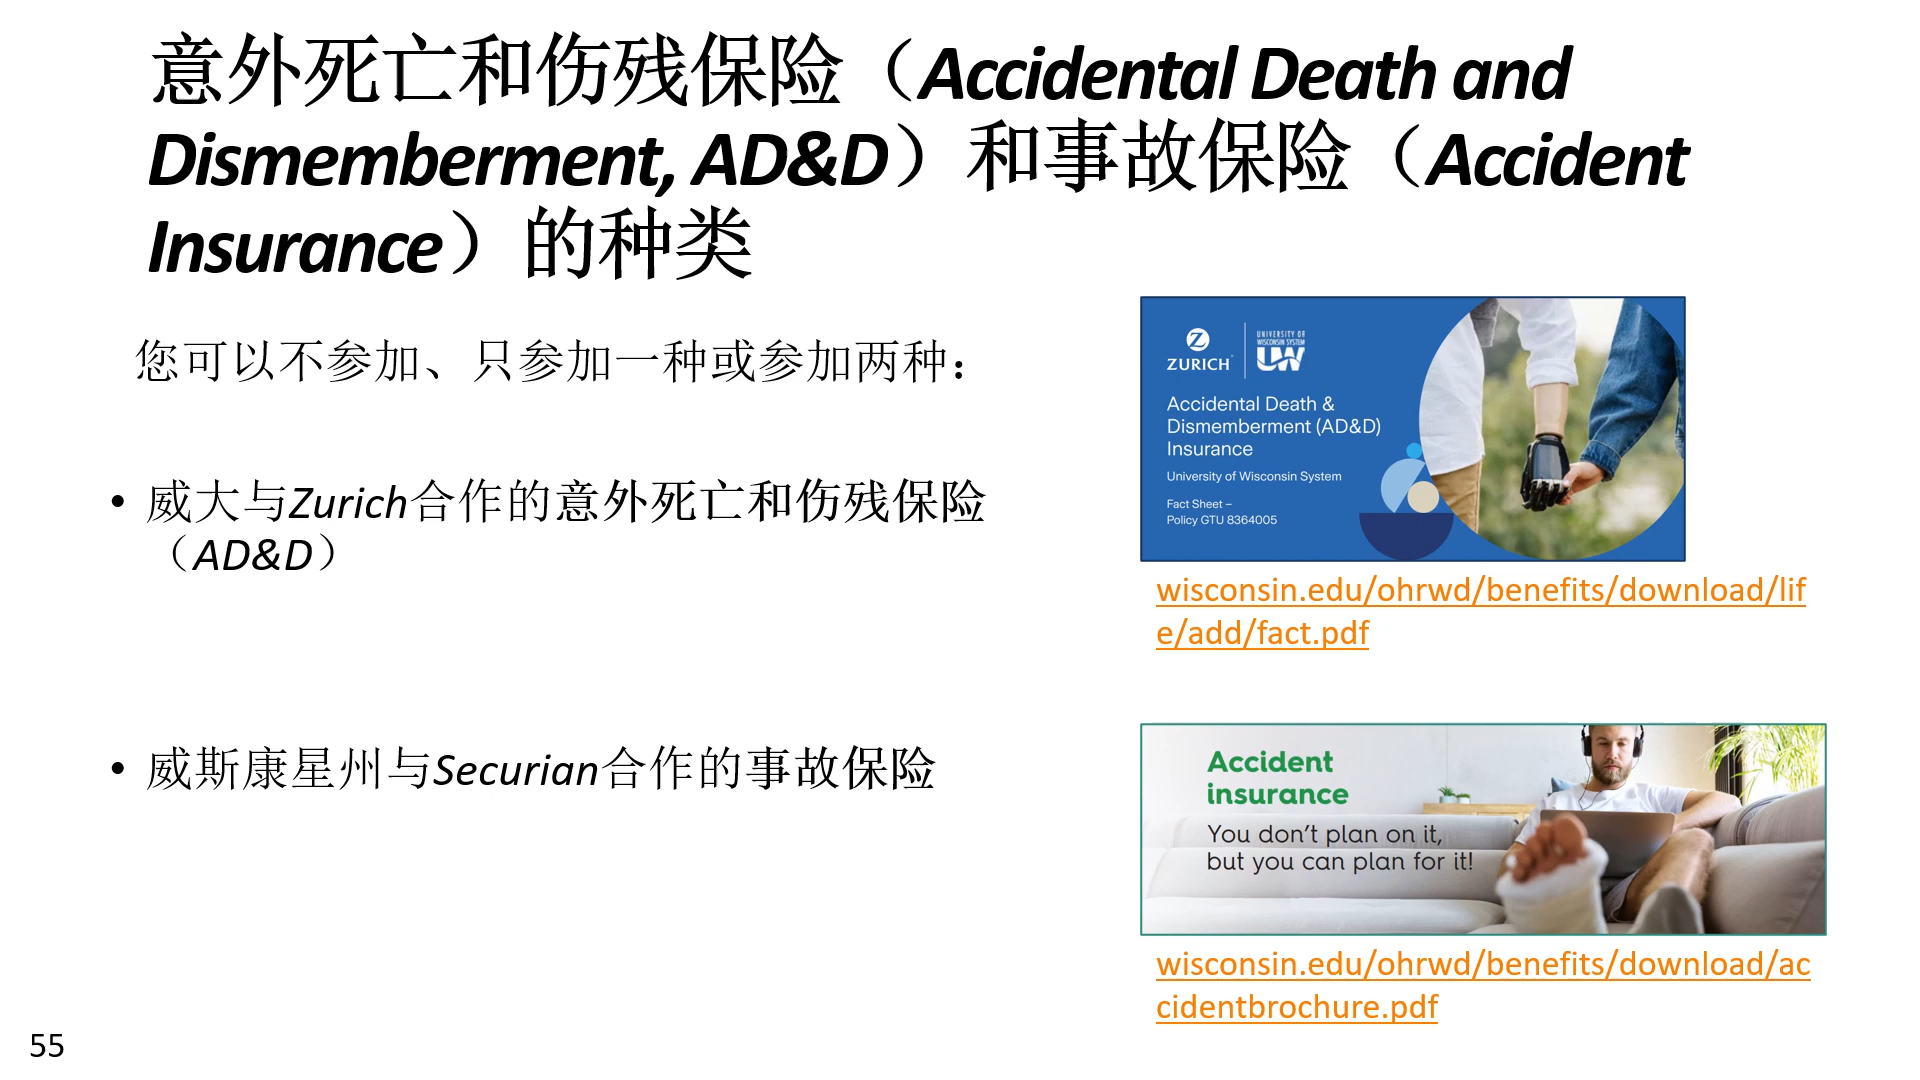 意外死亡和伤残保险（Accidental Death and
Dismemberment, AD&D）和事故保险（Accident
Insurance）的种类
您可以不参加、只参加一种或参加两种：
• 威大与Zurich合作的意外死亡和伤残保险
（AD&D）
ZURICH
UNIVERSITY OF
WISCONSIN SYSTEM
UW
Accidental Death &
Dismemberment (AD&D)
Insurance
University of Wisconsin System
Fact Sheet –
Policy GTU 8364005
wisconsin.edu/ohrwd/benefits/download/lif
e/add/fact.pdf
• 威斯康星州与Securian合作的事故保险
Accident
insurance
You don’t plan on it,
but you can plan for it!
wisconsin.edu/ohrwd/benefits/download/ac
cidentbrochure.pdf
55